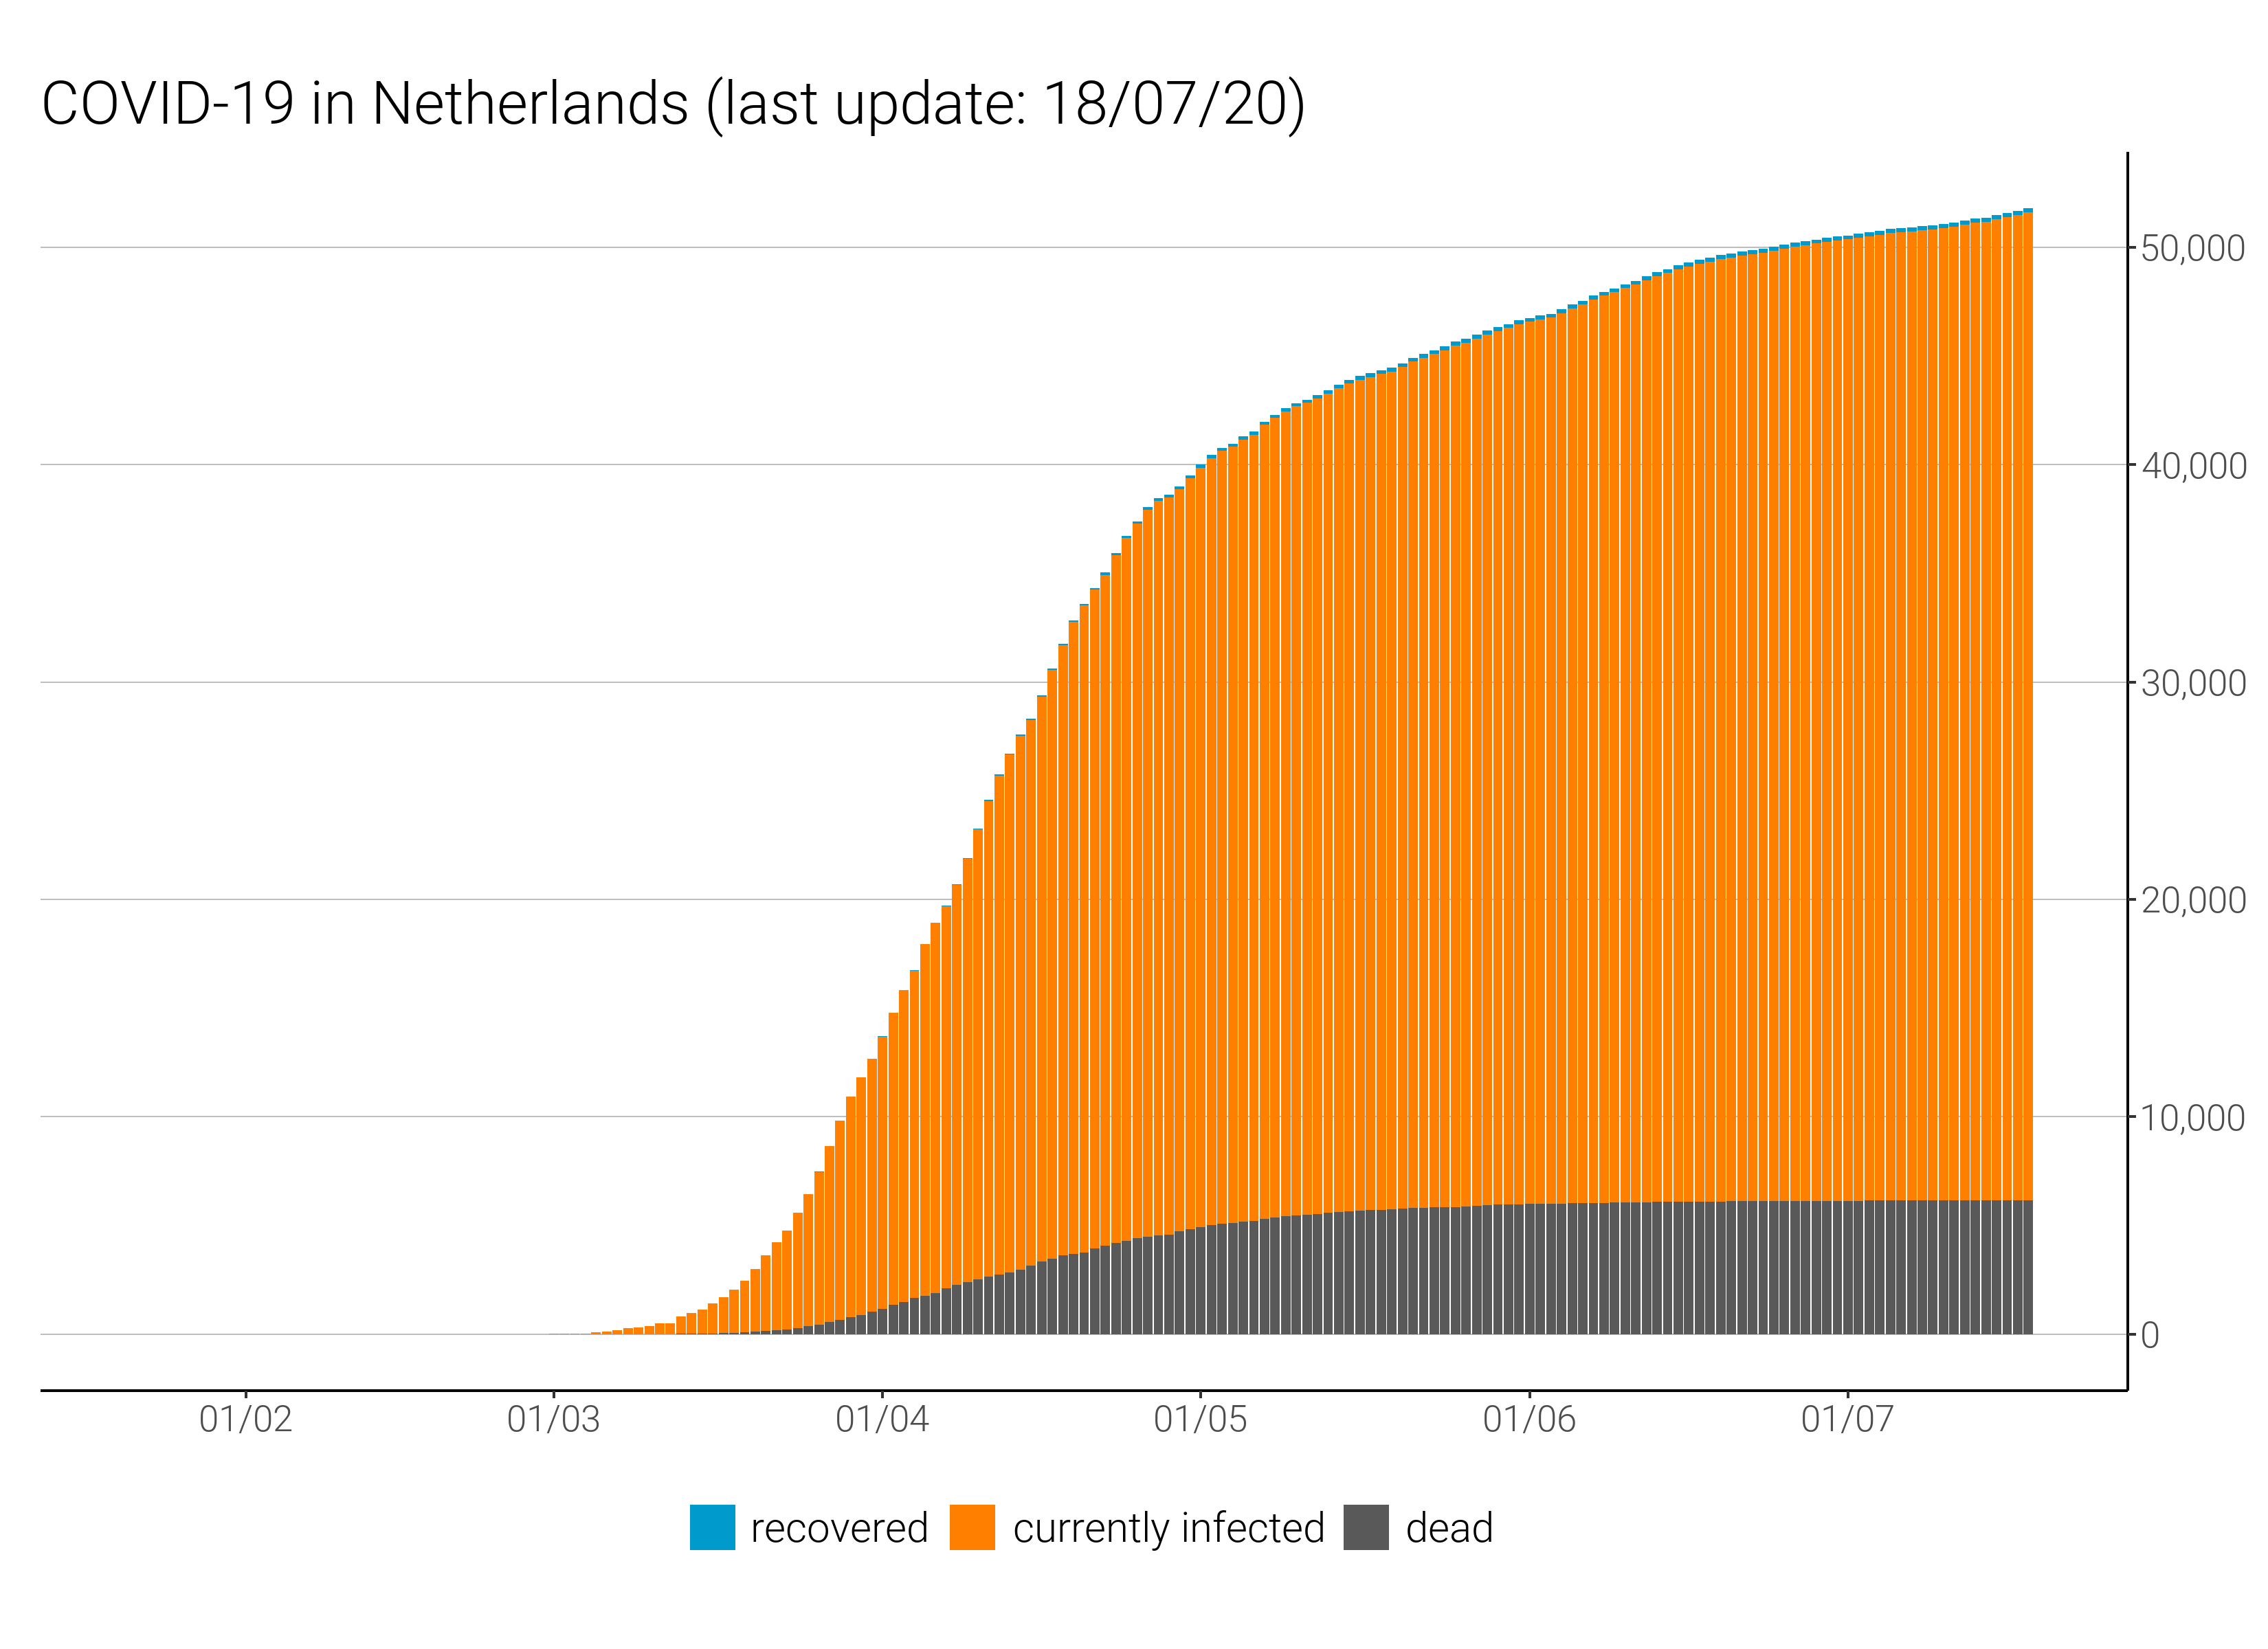 COVID-19 in Netherlands (last update: 18/07/20)
50,000
40,000
30,000
20,000
10,000
0
01/02 01/03 01/04 01/05 01/06 01/07
recovered currently infected dead